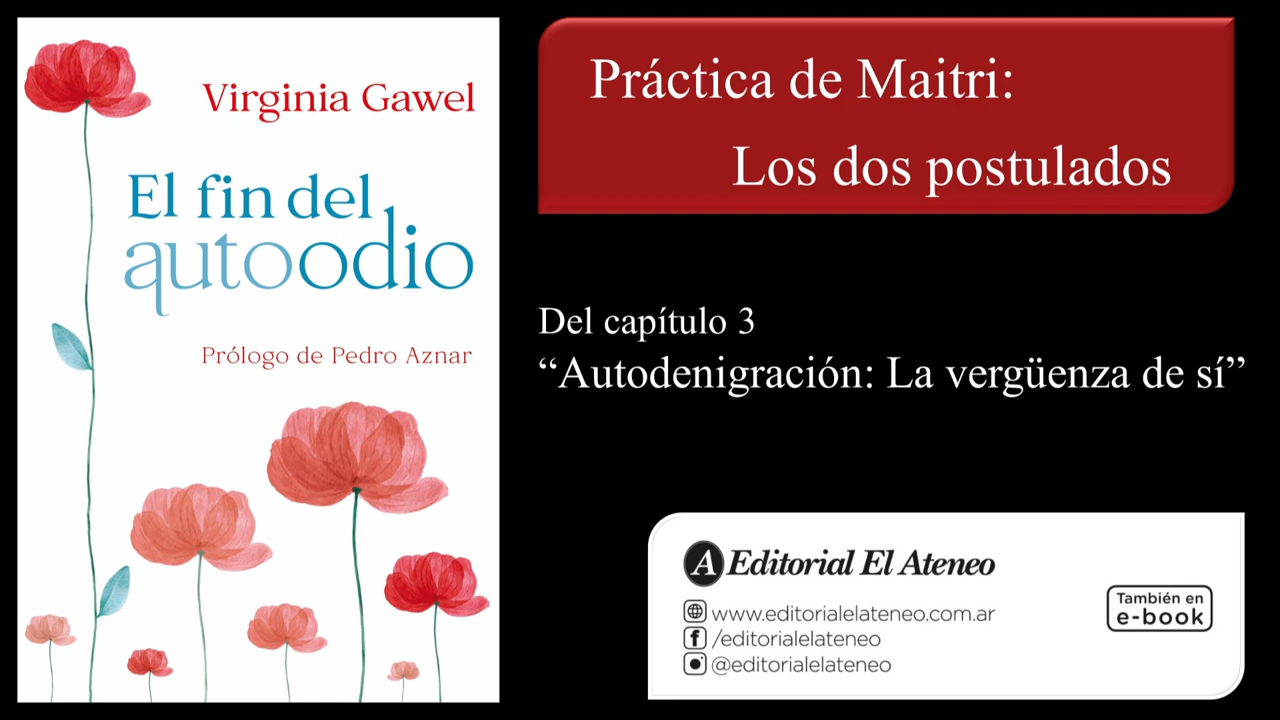 Virginia Gawel
El fin del
autoodio
Prólogo de Pedro Aznar
Práctica de Maitri:
Los dos postulados
Del capítulo 3
“Autodenigración: La vergüenza de sí”
A Editorial El Ateneo
www.editorialelateneo.com.ar
/editorialelateneo
@editorialelateneo
También en
e-book